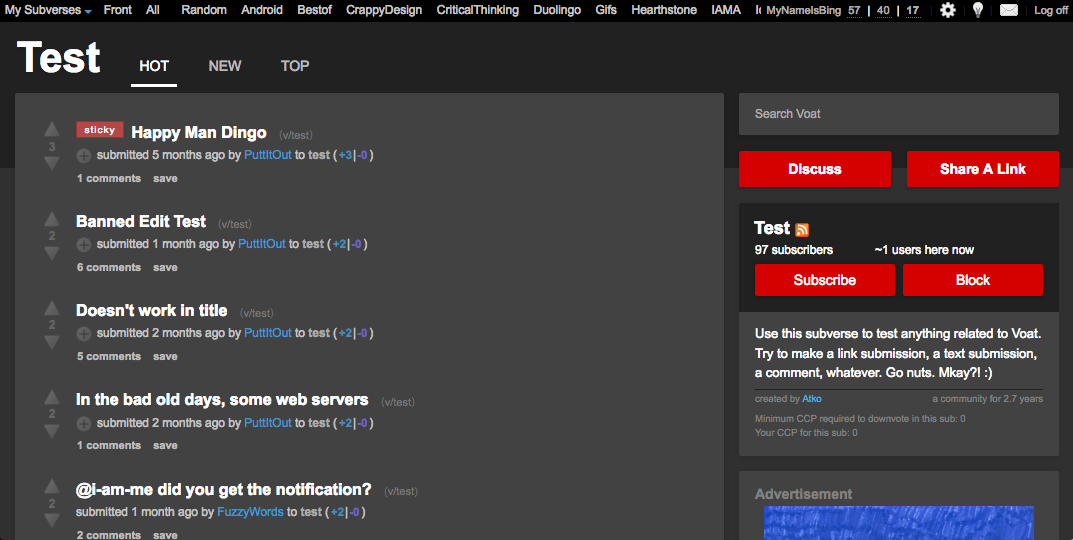 My Subverses Front All Random Android Bestof CrappyDesign CriticalThinking Duolingo Gifs Hearthstone IAMA MyNameIsBing 57 | 40 | 17 Log off
Test HOT NEW TOP
sticky Happy Man Dingo (v/test)
3
submitted 5 months ago by PuttItOut to test ( +3 | -0 )
1 comments save
Banned Edit Test (v/test)
2
submitted 1 month ago by PuttItOut to test ( +2 | -0 )
6 comments save
Doesn't work in title (v/test)
2
submitted 2 months ago by PuttItOut to test ( +2 | -0 )
5 comments save
In the bad old days, some web servers (v/test)
2
submitted 2 months ago by PuttItOut to test ( +2 | -0 )
1 comments save
@i-am-me did you get the notification? (v/test)
2
submitted 1 month ago by FuzzyWords to test ( +2 | -0 )
2 comments save
Search Voat
Discuss Share A Link
Test
97 subscribers ~1 users here now
Subscribe Block
Use this subverse to test anything related to Voat.
Try to make a link submission, a text submission,
a comment, whatever. Go nuts. Mkay?! :)
created by Atko a community for 2.7 years
Minimum CCP required to downvote in this sub: 0
Your CCP for this sub: 0
Advertisement